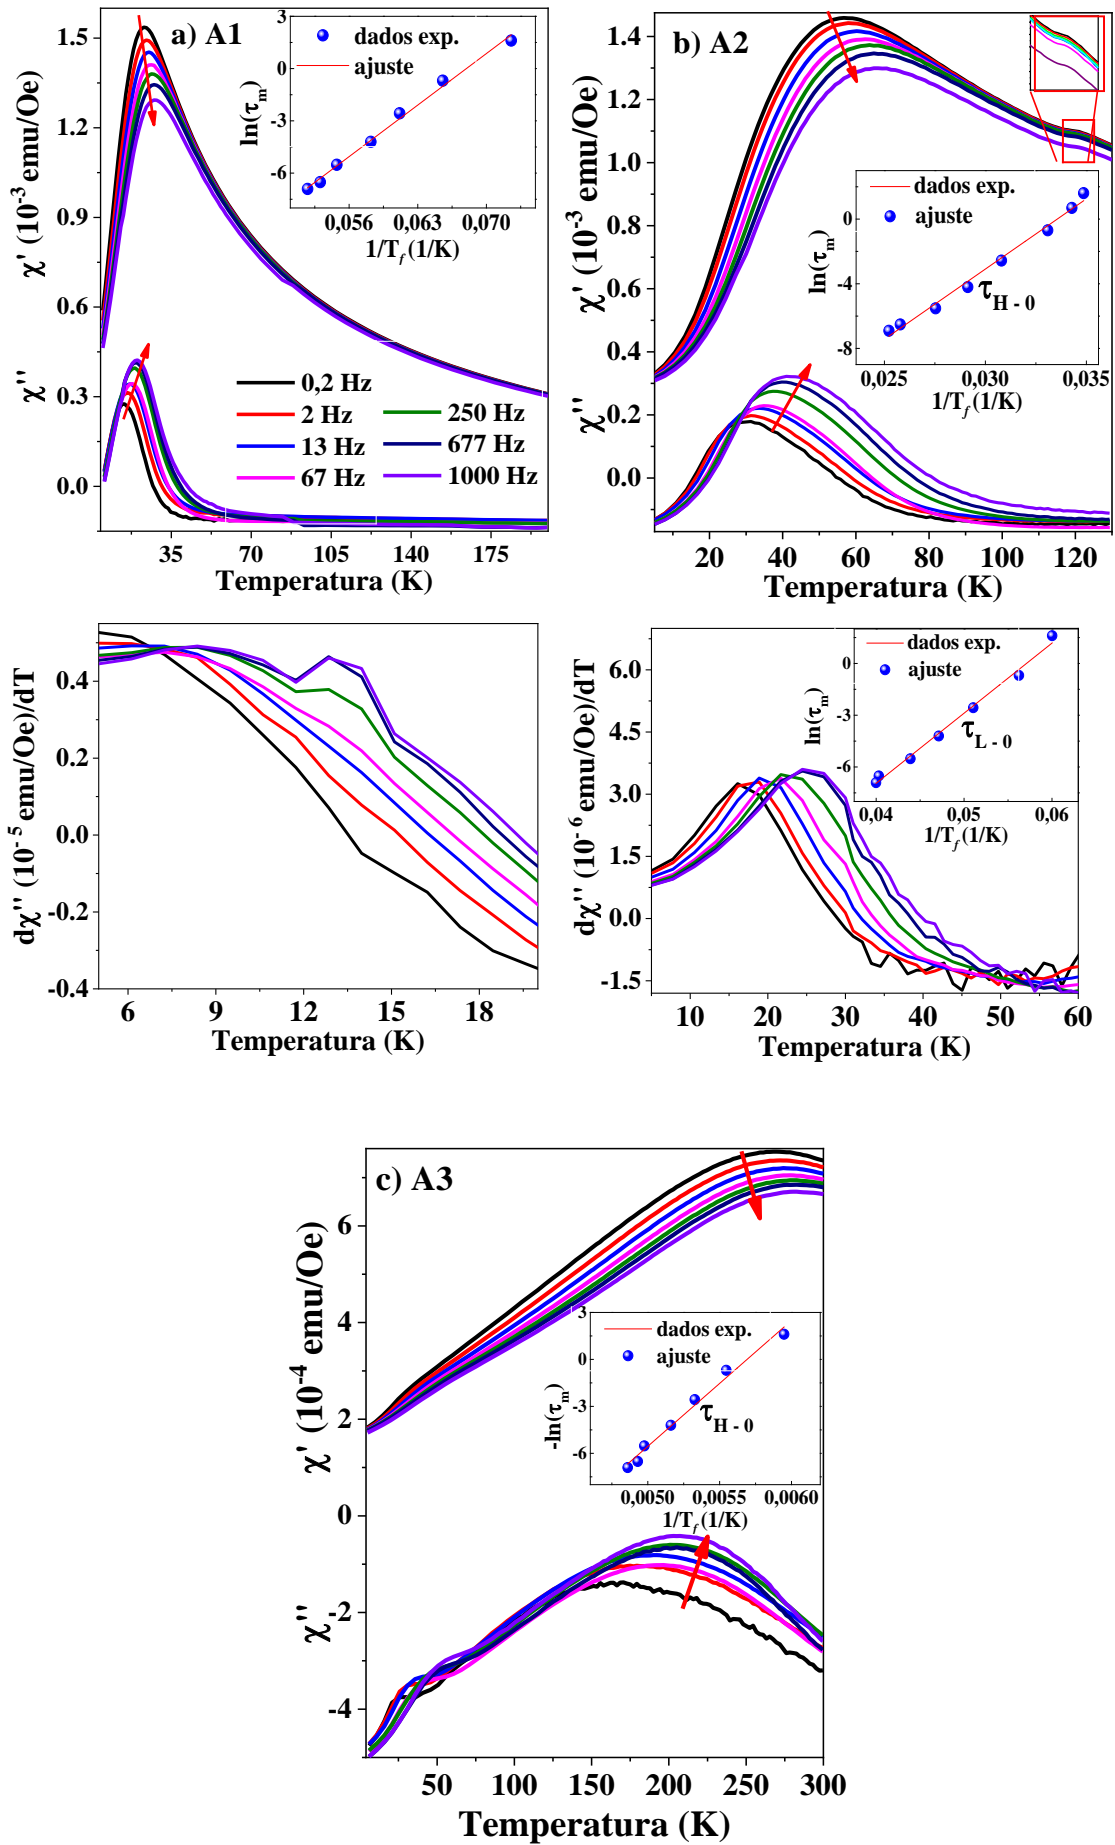 a) A1
χ' (10⁻³ emu/Oe)
χ''
1.5
1.2
0.9
0.6
0.3
0.0
35 70 105 140 175
Temperatura (K)
0,2 Hz
2 Hz
13 Hz
67 Hz
250 Hz
677 Hz
1000 Hz
dados exp.
ajuste
ln(τₘ)
3
0
-3
-6
0,056 0,063 0,070
1/T_f (1/K)
b) A2
χ' (10⁻³ emu/Oe)
χ''
1.4
1.2
1.0
0.8
1.4
0.4
0.2
0.0
20 40 60 80 100 120
Temperatura (K)
dados exp.
ajuste
ln(τₘ)
0
-4
-8
τ_H-0
0,025 0,030 0,035
1/T_f (1/K)
dχ'' (10⁻⁵ emu/Oe)/dT
0.4
0.2
0.0
-0.2
-0.4
6 9 12 15 18
Temperatura (K)
dχ'' (10⁻⁶ emu/Oe)/dT
6.0
4.5
3.0
1.5
0.0
-1.5
10 20 30 40 50 60
Temperatura (K)
dados exp.
ajuste
ln(τₘ)
0
-3
-6
τ_L-0
0,04 0,05 0,06
1/T_f (1/K)
c) A3
χ' (10⁻⁴ emu/Oe)
χ''
6
4
2
0
-2
-4
50 100 150 200 250 300
Temperatura (K)
dados exp.
ajuste
-ln(τₘ)
3
0
-3
-6
τ_H-0
0,0050 0,0055 0,0060
1/T_f (1/K)